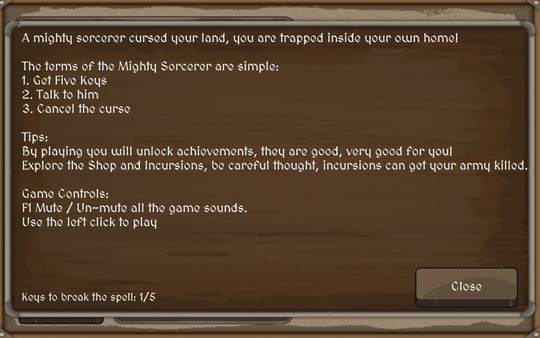 A mighty sorcerer cursed your land, you are trapped inside your own home!
The terms of the Mighty Sorcerer are simple:
1. Get Five Keys
2. Talk to him
3. Cancel the curse
Tips:
By playing you will unlock achievements, they are good, very good for you!
Explore the Shop and Incursions, be careful thought, incursions can get your army killed.
Game Controls:
F1 Mute / Un-mute all the game sounds.
Use the left click to play
Close
Keys to break the spell: 1/5